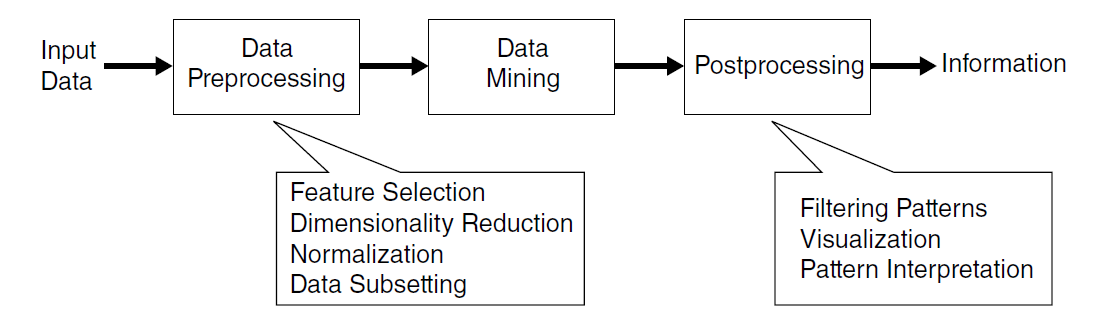 Input
Data
Data
Preprocessing
Data
Mining
Postprocessing
Information
Feature Selection
Dimensionality Reduction
Normalization
Data Subsetting
Filtering Patterns
Visualization
Pattern Interpretation